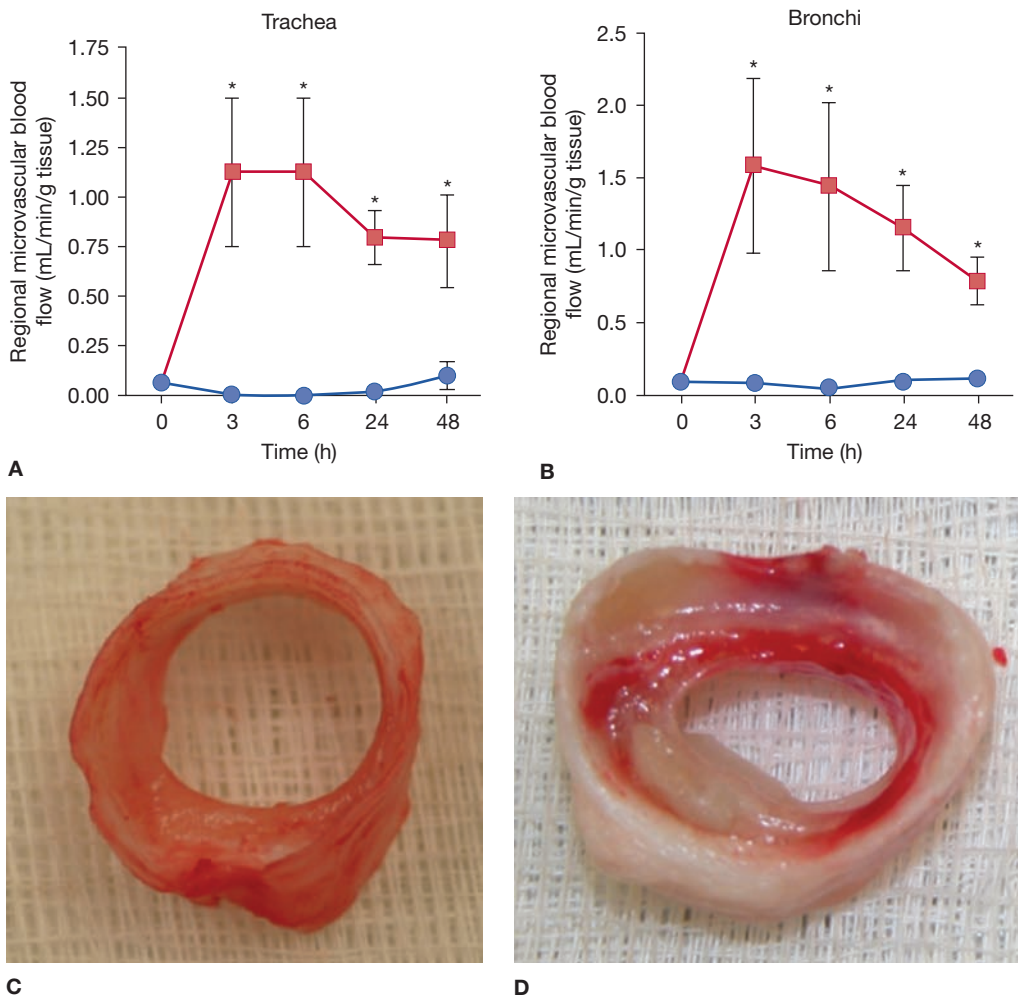 Trachea
Regional microvascular blood
flow (mL/min/g tissue)
1.75
1.50
1.25
1.00
0.75
0.50
0.25
0.00
*
*
*
*
0
3
6
24
48
Time (h)
A
Bronchi
Regional microvascular blood
flow (mL/min/g tissue)
2.5
2.0
1.5
1.0
0.5
0.0
*
*
*
*
0
3
6
24
48
Time (h)
B
C
D